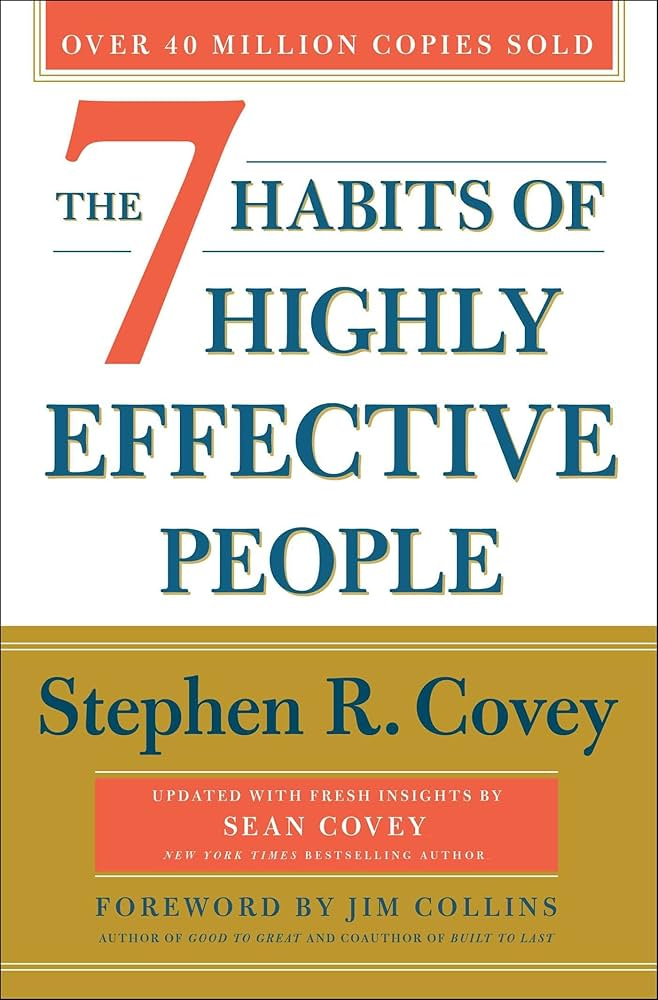 OVER 40 MILLION COPIES SOLD
THE 7 HABITS OF
HIGHLY
EFFECTIVE
PEOPLE
Stephen R. Covey
UPDATED WITH FRESH INSIGHTS BY
SEAN COVEY
NEW YORK TIMES BESTSELLING AUTHOR
FOREWORD BY JIM COLLINS
AUTHOR OF GOOD TO GREAT AND COAUTHOR OF BUILT TO LAST